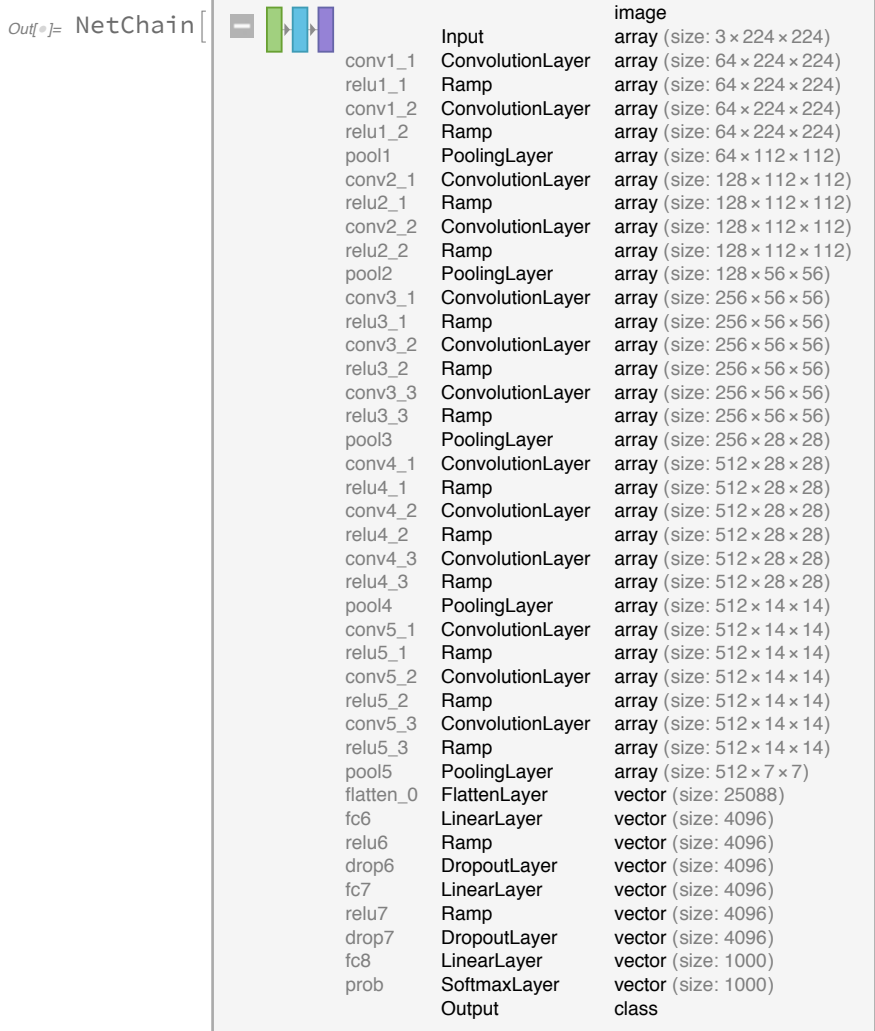 image
Out[•]= NetChain[ Input array (size: 3×224×224)
conv1_1 ConvolutionLayer array (size: 64×224×224)
relu1_1 Ramp array (size: 64×224×224)
conv1_2 ConvolutionLayer array (size: 64×224×224)
relu1_2 Ramp array (size: 64×224×224)
pool1 PoolingLayer array (size: 64×112×112)
conv2_1 ConvolutionLayer array (size: 128×112×112)
relu2_1 Ramp array (size: 128×112×112)
conv2_2 ConvolutionLayer array (size: 128×112×112)
relu2_2 Ramp array (size: 128×112×112)
pool2 PoolingLayer array (size: 128×56×56)
conv3_1 ConvolutionLayer array (size: 256×56×56)
relu3_1 Ramp array (size: 256×56×56)
conv3_2 ConvolutionLayer array (size: 256×56×56)
relu3_2 Ramp array (size: 256×56×56)
conv3_3 ConvolutionLayer array (size: 256×56×56)
relu3_3 Ramp array (size: 256×56×56)
pool3 PoolingLayer array (size: 256×28×28)
conv4_1 ConvolutionLayer array (size: 512×28×28)
relu4_1 Ramp array (size: 512×28×28)
conv4_2 ConvolutionLayer array (size: 512×28×28)
relu4_2 Ramp array (size: 512×28×28)
conv4_3 ConvolutionLayer array (size: 512×28×28)
relu4_3 Ramp array (size: 512×28×28)
pool4 PoolingLayer array (size: 512×14×14)
conv5_1 ConvolutionLayer array (size: 512×14×14)
relu5_1 Ramp array (size: 512×14×14)
conv5_2 ConvolutionLayer array (size: 512×14×14)
relu5_2 Ramp array (size: 512×14×14)
conv5_3 ConvolutionLayer array (size: 512×14×14)
relu5_3 Ramp array (size: 512×14×14)
pool5 PoolingLayer array (size: 512×7×7)
flatten_0 FlattenLayer vector (size: 25088)
fc6 LinearLayer vector (size: 4096)
relu6 Ramp vector (size: 4096)
drop6 DropoutLayer vector (size: 4096)
fc7 LinearLayer vector (size: 4096)
relu7 Ramp vector (size: 4096)
drop7 DropoutLayer vector (size: 4096)
fc8 LinearLayer vector (size: 1000)
prob SoftmaxLayer vector (size: 1000)
Output class